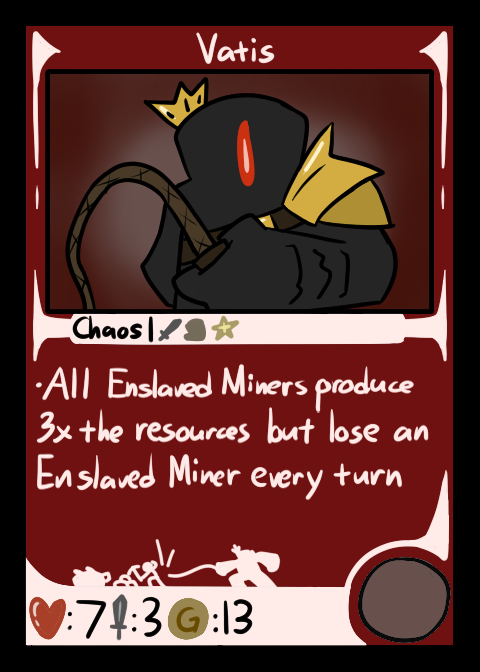 Vatis
Chaos|
·All Enslaved Miners produce
3x the resources but lose an
Enslaved Miner every turn
:7 :3 G:13